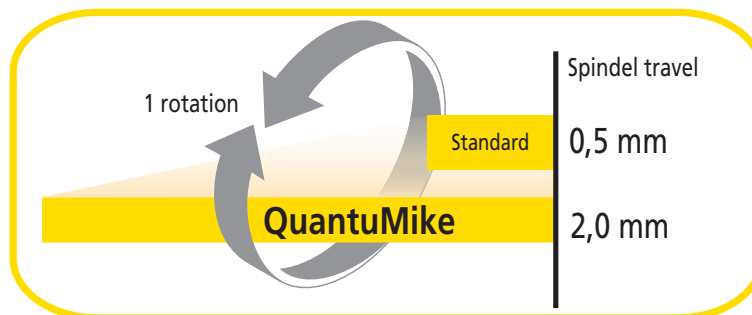 Spindel travel
1 rotation
Standard
0,5 mm
QuantuMike
2,0 mm